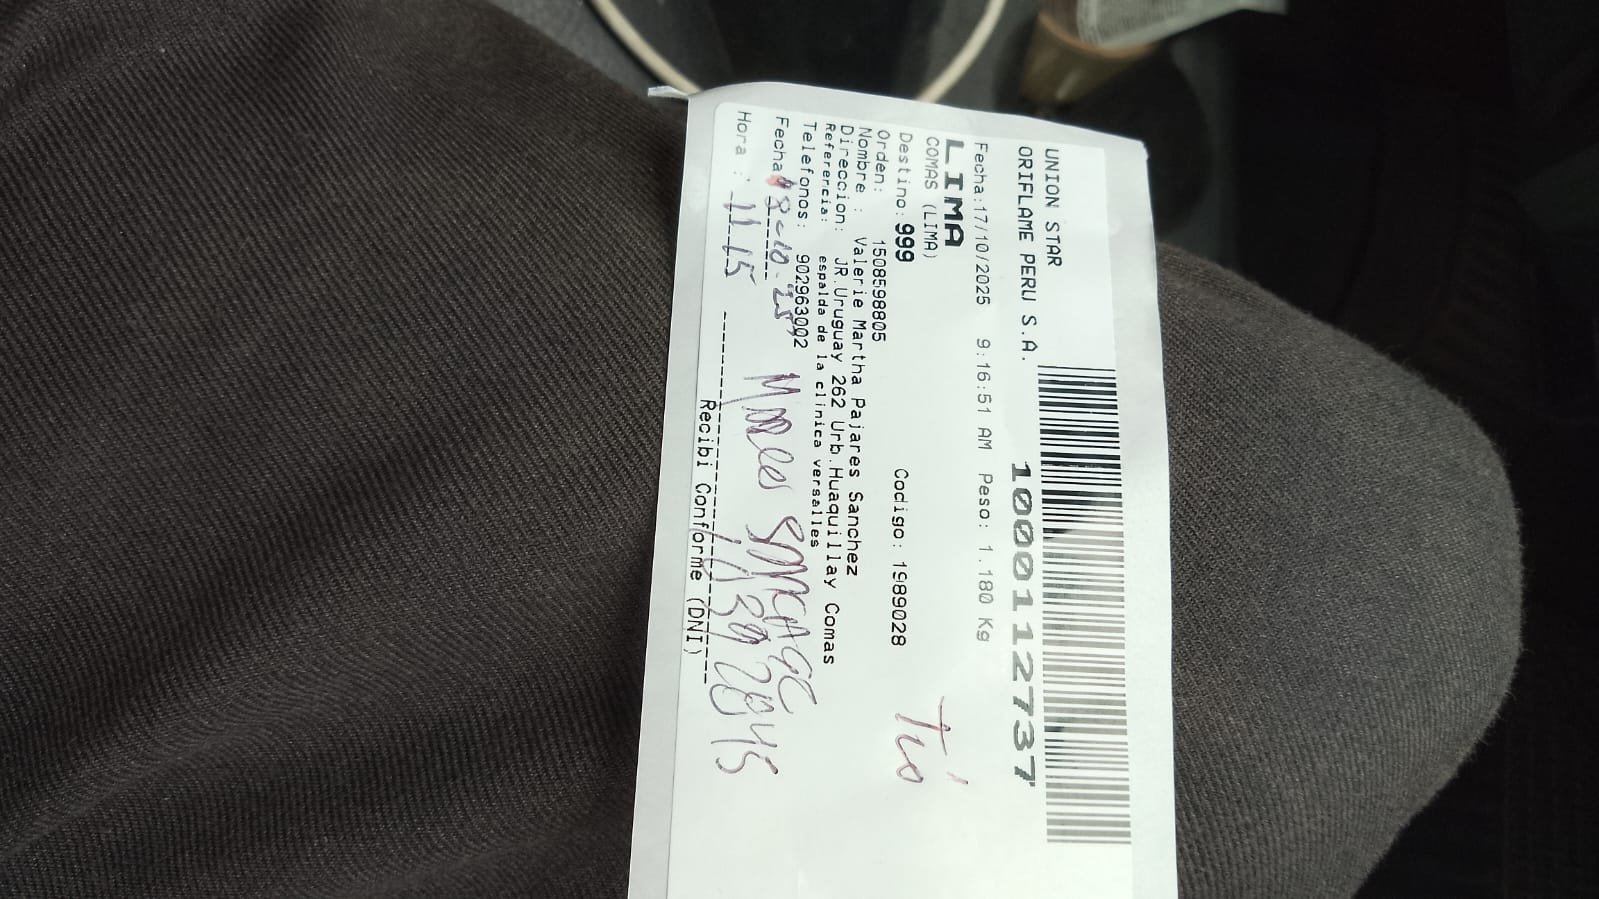 UNION STAR
ORIFLAME PERU S.A.
1000112737
Fecha:17/10/2025 9:16:51 AM Peso: 1.180 Kg
LIMA
COMAS (LIMA)
Destino: 999 Codigo: 1989028
Tío
Orden: 1508598805
Nombre : Valerie Martha Pajares Sanchez
Direccion: JR.Uruguay 262 Urb.Huaquillay Comas
Referencia: espalda de la clinica versalles
Telefonos: 902963002
Fecha 18-10-25
Hora : 11.15
Recibi Conforme (DNI)